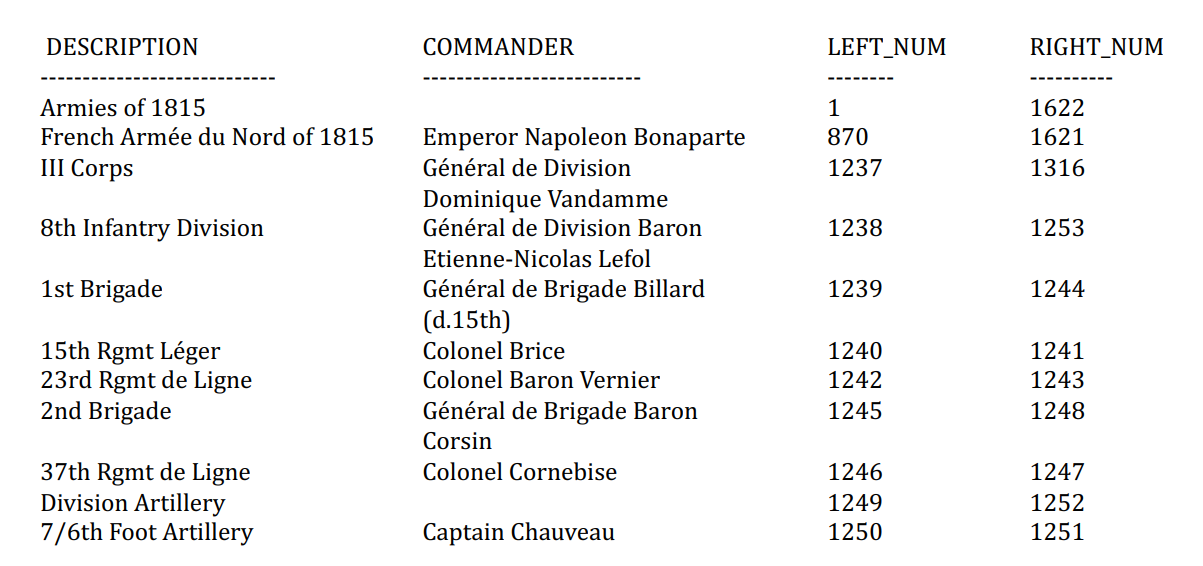 DESCRIPTION COMMANDER LEFT_NUM RIGHT_NUM
---------------------------- -------------------------- -------- ----------
Armies of 1815 1 1622
French Armée du Nord of 1815 Emperor Napoleon Bonaparte 870 1621
III Corps Général de Division 1237 1316
Dominique Vandamme
8th Infantry Division Général de Division Baron 1238 1253
Etienne-Nicolas Lefol
1st Brigade Général de Brigade Billard 1239 1244
(d.15th)
15th Rgmt Léger Colonel Brice 1240 1241
23rd Rgmt de Ligne Colonel Baron Vernier 1242 1243
2nd Brigade Général de Brigade Baron 1245 1248
Corsin
37th Rgmt de Ligne Colonel Cornebise 1246 1247
Division Artillery 1249 1252
7/6th Foot Artillery Captain Chauveau 1250 1251